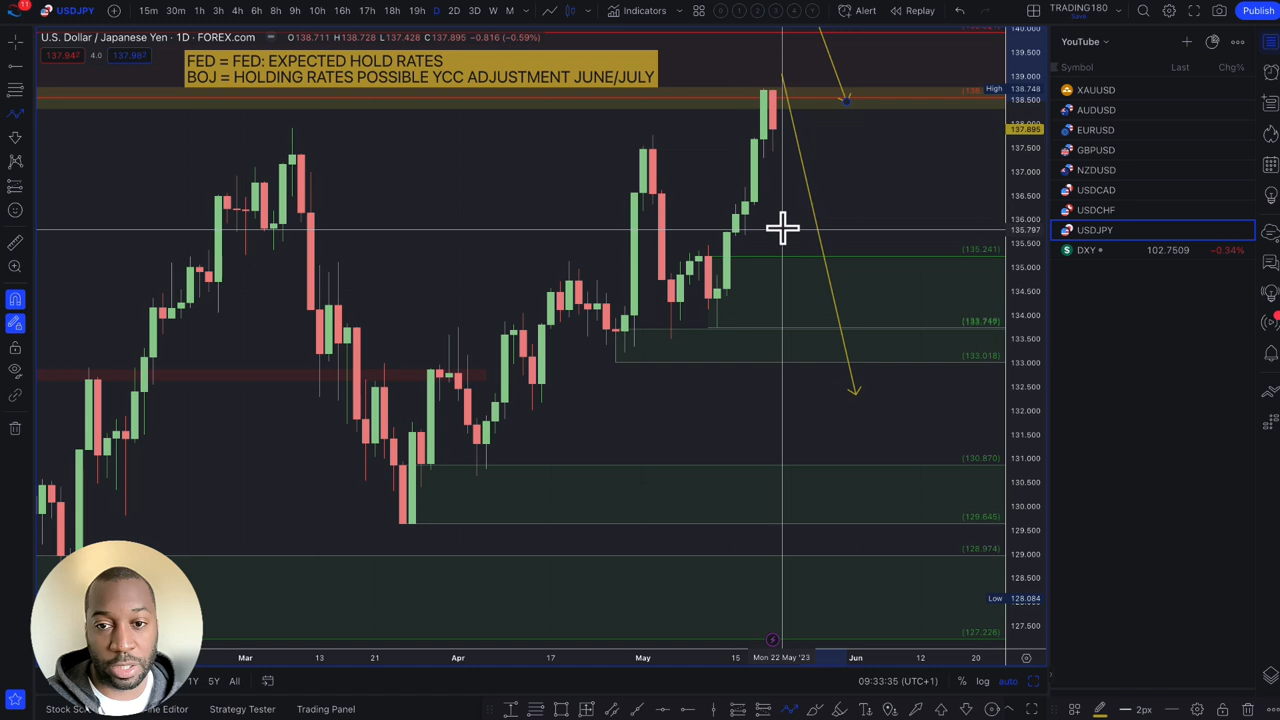 11
USDJPY
15m 30m 1h 3h 6h 8h 9h 10h 16h 17h 18h 19h D 2D 3D W M
Indicators
Alert
Replay
TRADING180
Save
Publish
U.S. Dollar / Japanese Yen · 1D · FOREX.com
O138.711 H138.728 L137.428 C137.895 −0.816 (−0.59%)
137.947 4.0 137.987
FED = FED: EXPECTED HOLD RATES
BOJ = HOLDING RATES POSSIBLE YCC ADJUSTMENT JUNE/JULY
YouTube
Symbol Last Chg%
XAUUSD
AUDUSD
EURUSD
GBPUSD
NZDUSD
USDCAD
USDCHF
USDJPY
DXY 102.7509 −0.34%
140.000
139.500
139.000
High 138.748
138.500
137.895
137.500
137.000
136.500
136.000
135.797
135.500
(135.241)
135.000
134.500
134.000
133.500
(133.018)
133.000
132.500
132.000
131.500
131.000
(130.870)
130.500
130.000
(129.645)
129.500
(128.974)
129.000
128.500
Low 128.084
127.500
(127.226)
Mar 13 21 Apr 17 May 15 Mon 22 May '23 Jun 12 20
1Y 5Y All
09:33:35 (UTC+1)
% log auto
Strategy Tester
Trading Panel
2px